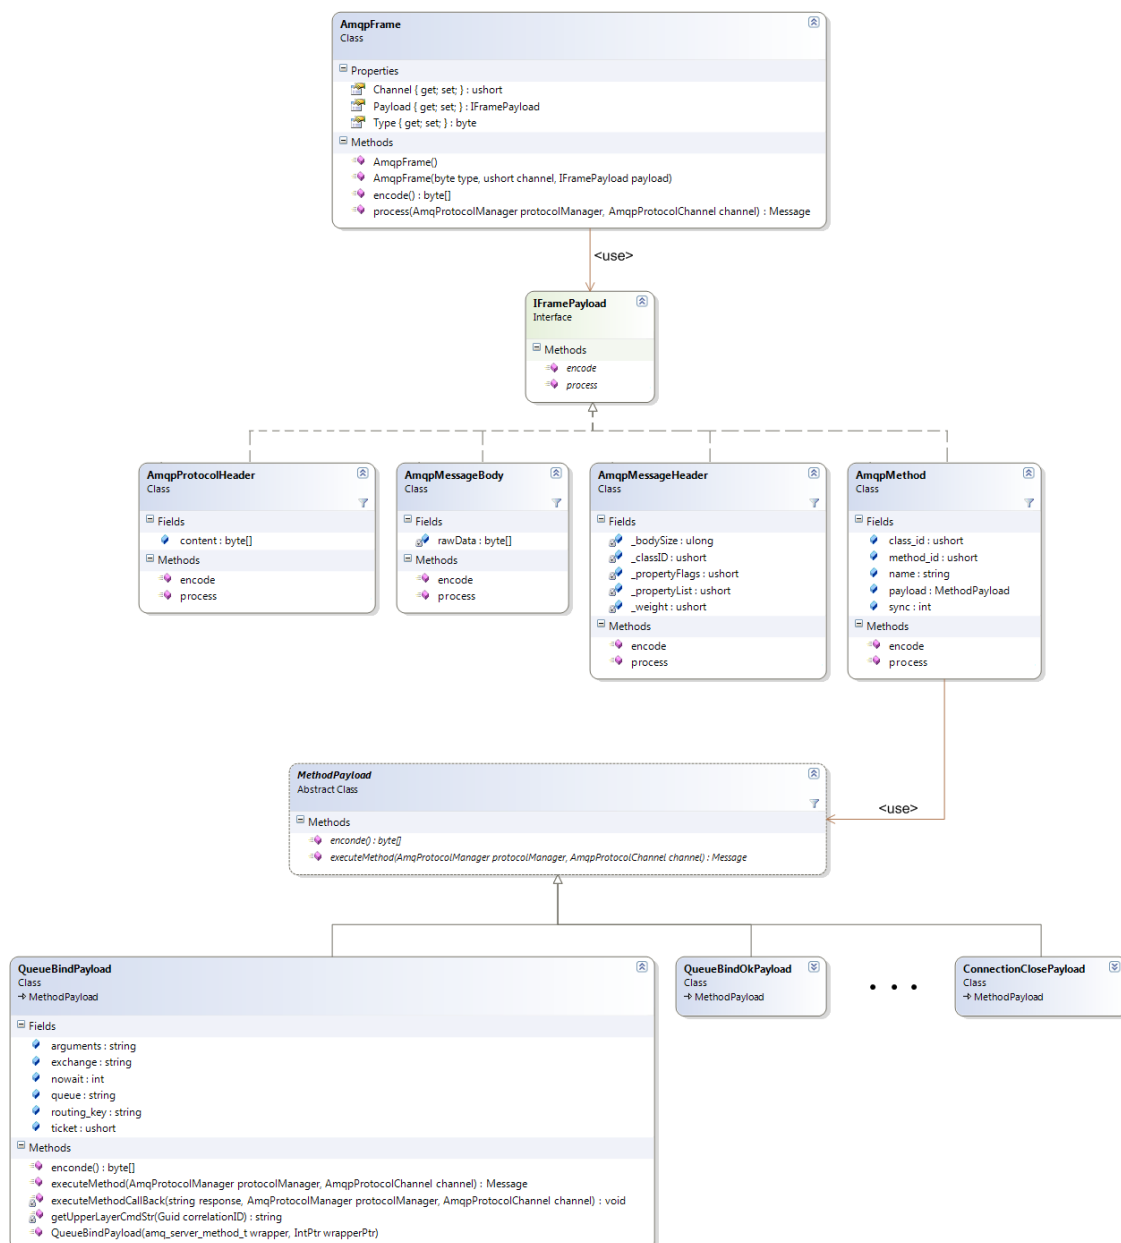 AmqpFrame
Class
Properties
Channel { get; set; } : ushort
Payload { get; set; } : IFramePayload
Type { get; set; } : byte
Methods
AmqpFrame()
AmqpFrame(byte type, ushort channel, IFramePayload payload)
encode() : byte[]
process(AmqProtocolManager protocolManager, AmqpProtocolChannel channel) : Message
<use>
IFramePayload
Interface
Methods
encode
process
AmqpProtocolHeader
Class
Fields
content : byte[]
Methods
encode
process
AmqpMessageBody
Class
Fields
rawData : byte[]
Methods
encode
process
AmqpMessageHeader
Class
Fields
_bodySize : ulong
_classID : ushort
_propertyFlags : ushort
_propertyList : ushort
_weight : ushort
Methods
encode
process
AmqpMethod
Class
Fields
class_id : ushort
method_id : ushort
name : string
payload : MethodPayload
sync : int
Methods
encode
process
MethodPayload
Abstract Class
Methods
enconde() : byte[]
executeMethod(AmqProtocolManager protocolManager, AmqpProtocolChannel channel) : Message
<use>
QueueBindPayload
Class
MethodPayload
Fields
arguments : string
exchange : string
nowait : int
queue : string
routing_key : string
ticket : ushort
Methods
enconde() : byte[]
executeMethod(AmqProtocolManager protocolManager, AmqpProtocolChannel channel) : Message
executeMethodCallBack(string response, AmqProtocolManager protocolManager, AmqpProtocolChannel channel) : void
getUpperLayerCmdStr(Guid correlationID) : string
QueueBindPayload(amq_server_method_t wrapper, IntPtr wrapperPtr)
QueueBindOkPayload
Class
MethodPayload
• • •
ConnectionClosePayload
Class
MethodPayload